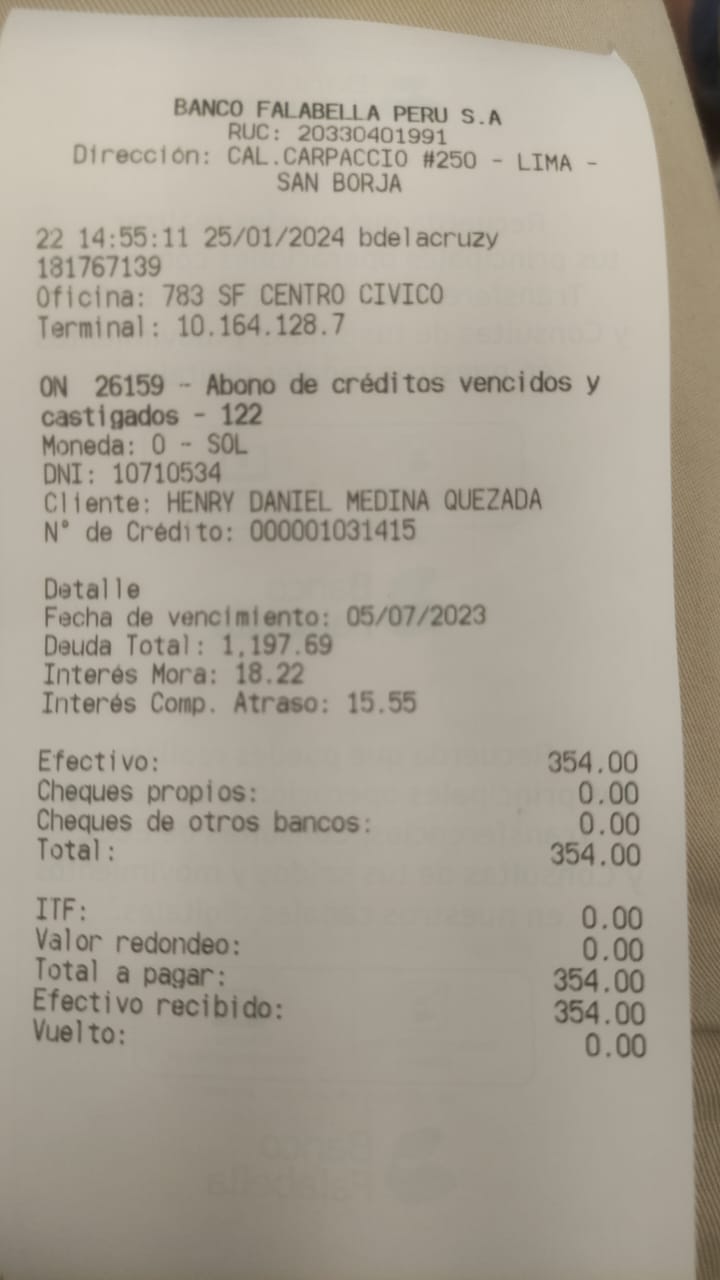 BANCO FALABELLA PERU S.A
RUC: 20330401991
Dirección: CAL.CARPACCIO #250 - LIMA -
SAN BORJA
22 14:55:11 25/01/2024 bdelacruzy
181767139
Oficina: 783 SF CENTRO CIVICO
Terminal: 10.164.128.7
ON 26159 - Abono de créditos vencidos y
castigados - 122
Moneda: 0 - SOL
DNI: 10710534
Cliente: HENRY DANIEL MEDINA QUEZADA
N° de Crédito: 000001031415
Detalle
Fecha de vencimiento: 05/07/2023
Deuda Total: 1,197.69
Interés Mora: 18.22
Interés Comp. Atraso: 15.55
Efectivo: 354.00
Cheques propios: 0.00
Cheques de otros bancos: 0.00
Total: 354.00
ITF: 0.00
Valor redondeo: 0.00
Total a pagar: 354.00
Efectivo recibido: 354.00
Vuelto: 0.00